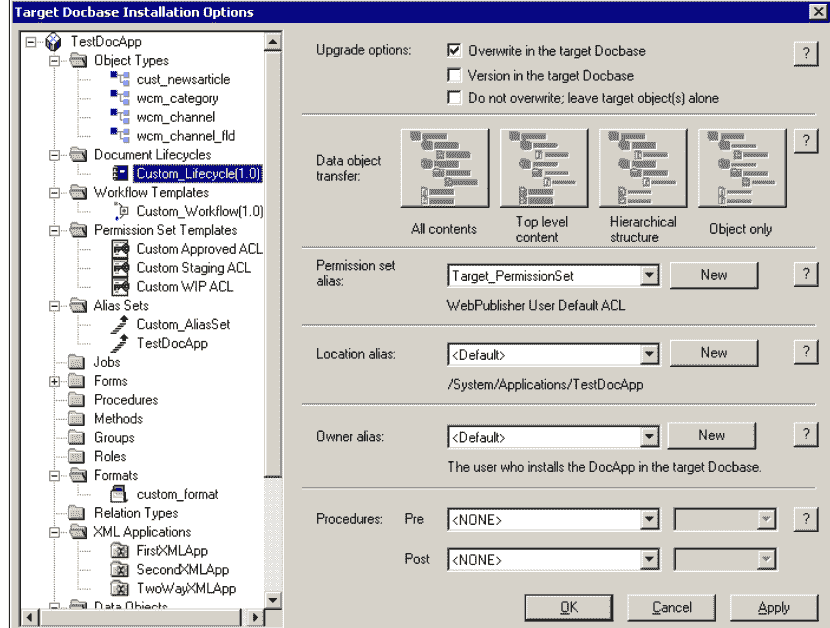 Target Docbase Installation Options
TestDocApp
Object Types
cust_newsarticle
wcm_category
wcm_channel
wcm_channel_fld
Document Lifecycles
Custom_Lifecycle(1.0)
Workflow Templates
Custom_Workflow(1.0)
Permission Set Templates
Custom Approved ACL
Custom Staging ACL
Custom WIP ACL
Alias Sets
Custom_AliasSet
TestDocApp
Jobs
Forms
Procedures
Methods
Groups
Roles
Formats
custom_format
Relation Types
XML Applications
FirstXMLApp
SecondXMLApp
TwoWayXMLApp
Data Objects
Upgrade options:
Overwrite in the target Docbase
?
Version in the target Docbase
Do not overwrite; leave target object(s) alone
Data object
transfer:
?
All contents
Top level
content
Hierarchical
structure
Object only
Permission set
alias:
Target_PermissionSet
New
?
WebPublisher User Default ACL
Location alias:
<Default>
New
?
/System/Applications/TestDocApp
Owner alias:
<Default>
New
?
The user who installs the DocApp in the target Docbase.
Procedures: Pre
<NONE>
?
Post
<NONE>
OK
Cancel
Apply